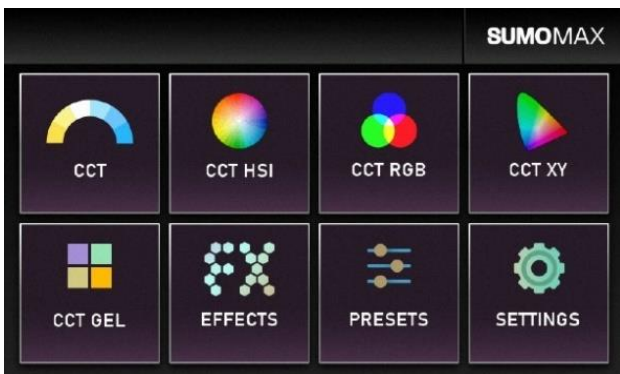 SUMOMAX
CCT
CCT HSI
CCT RGB
CCT XY
CCT GEL
EFFECTS
PRESETS
SETTINGS